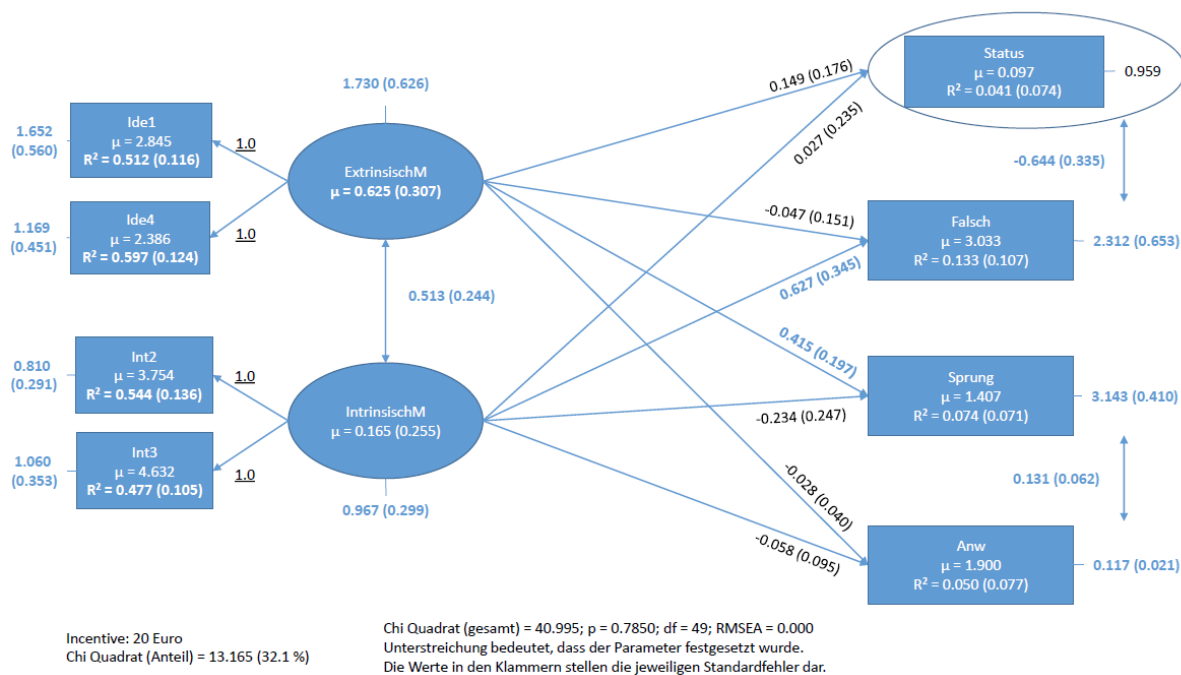 Status
μ = 0.097
R² = 0.041 (0.074)
0.959
0.149 (0.176)
1.730 (0.626)
0.027 (0.235)
1.652
(0.560)
Ide1
μ = 2.845
R² = 0.512 (0.116)
1.0
ExtrinsischM
μ = 0.625 (0.307)
-0.644 (0.335)
1.169
(0.451)
Ide4
μ = 2.386
R² = 0.597 (0.124)
1.0
-0.047 (0.151)
Falsch
μ = 3.033
R² = 0.133 (0.107)
2.312 (0.653)
0.627 (0.345)
0.513 (0.244)
0.415 (0.197)
0.810
(0.291)
Int2
μ = 3.754
R² = 0.544 (0.136)
1.0
Sprung
μ = 1.407
R² = 0.074 (0.071)
3.143 (0.410)
IntrinsischM
μ = 0.165 (0.255)
-0.234 (0.247)
1.060
(0.353)
Int3
μ = 4.632
R² = 0.477 (0.105)
1.0
0.131 (0.062)
0.967 (0.299)
-0.028 (0.040)
-0.058 (0.095)
Anw
μ = 1.900
R² = 0.050 (0.077)
0.117 (0.021)
Incentive: 20 Euro
Chi Quadrat (Anteil) = 13.165 (32.1 %)
Chi Quadrat (gesamt) = 40.995; p = 0.7850; df = 49; RMSEA = 0.000
Unterstreichung bedeutet, dass der Parameter festgesetzt wurde.
Die Werte in den Klammern stellen die jeweiligen Standardfehler dar.